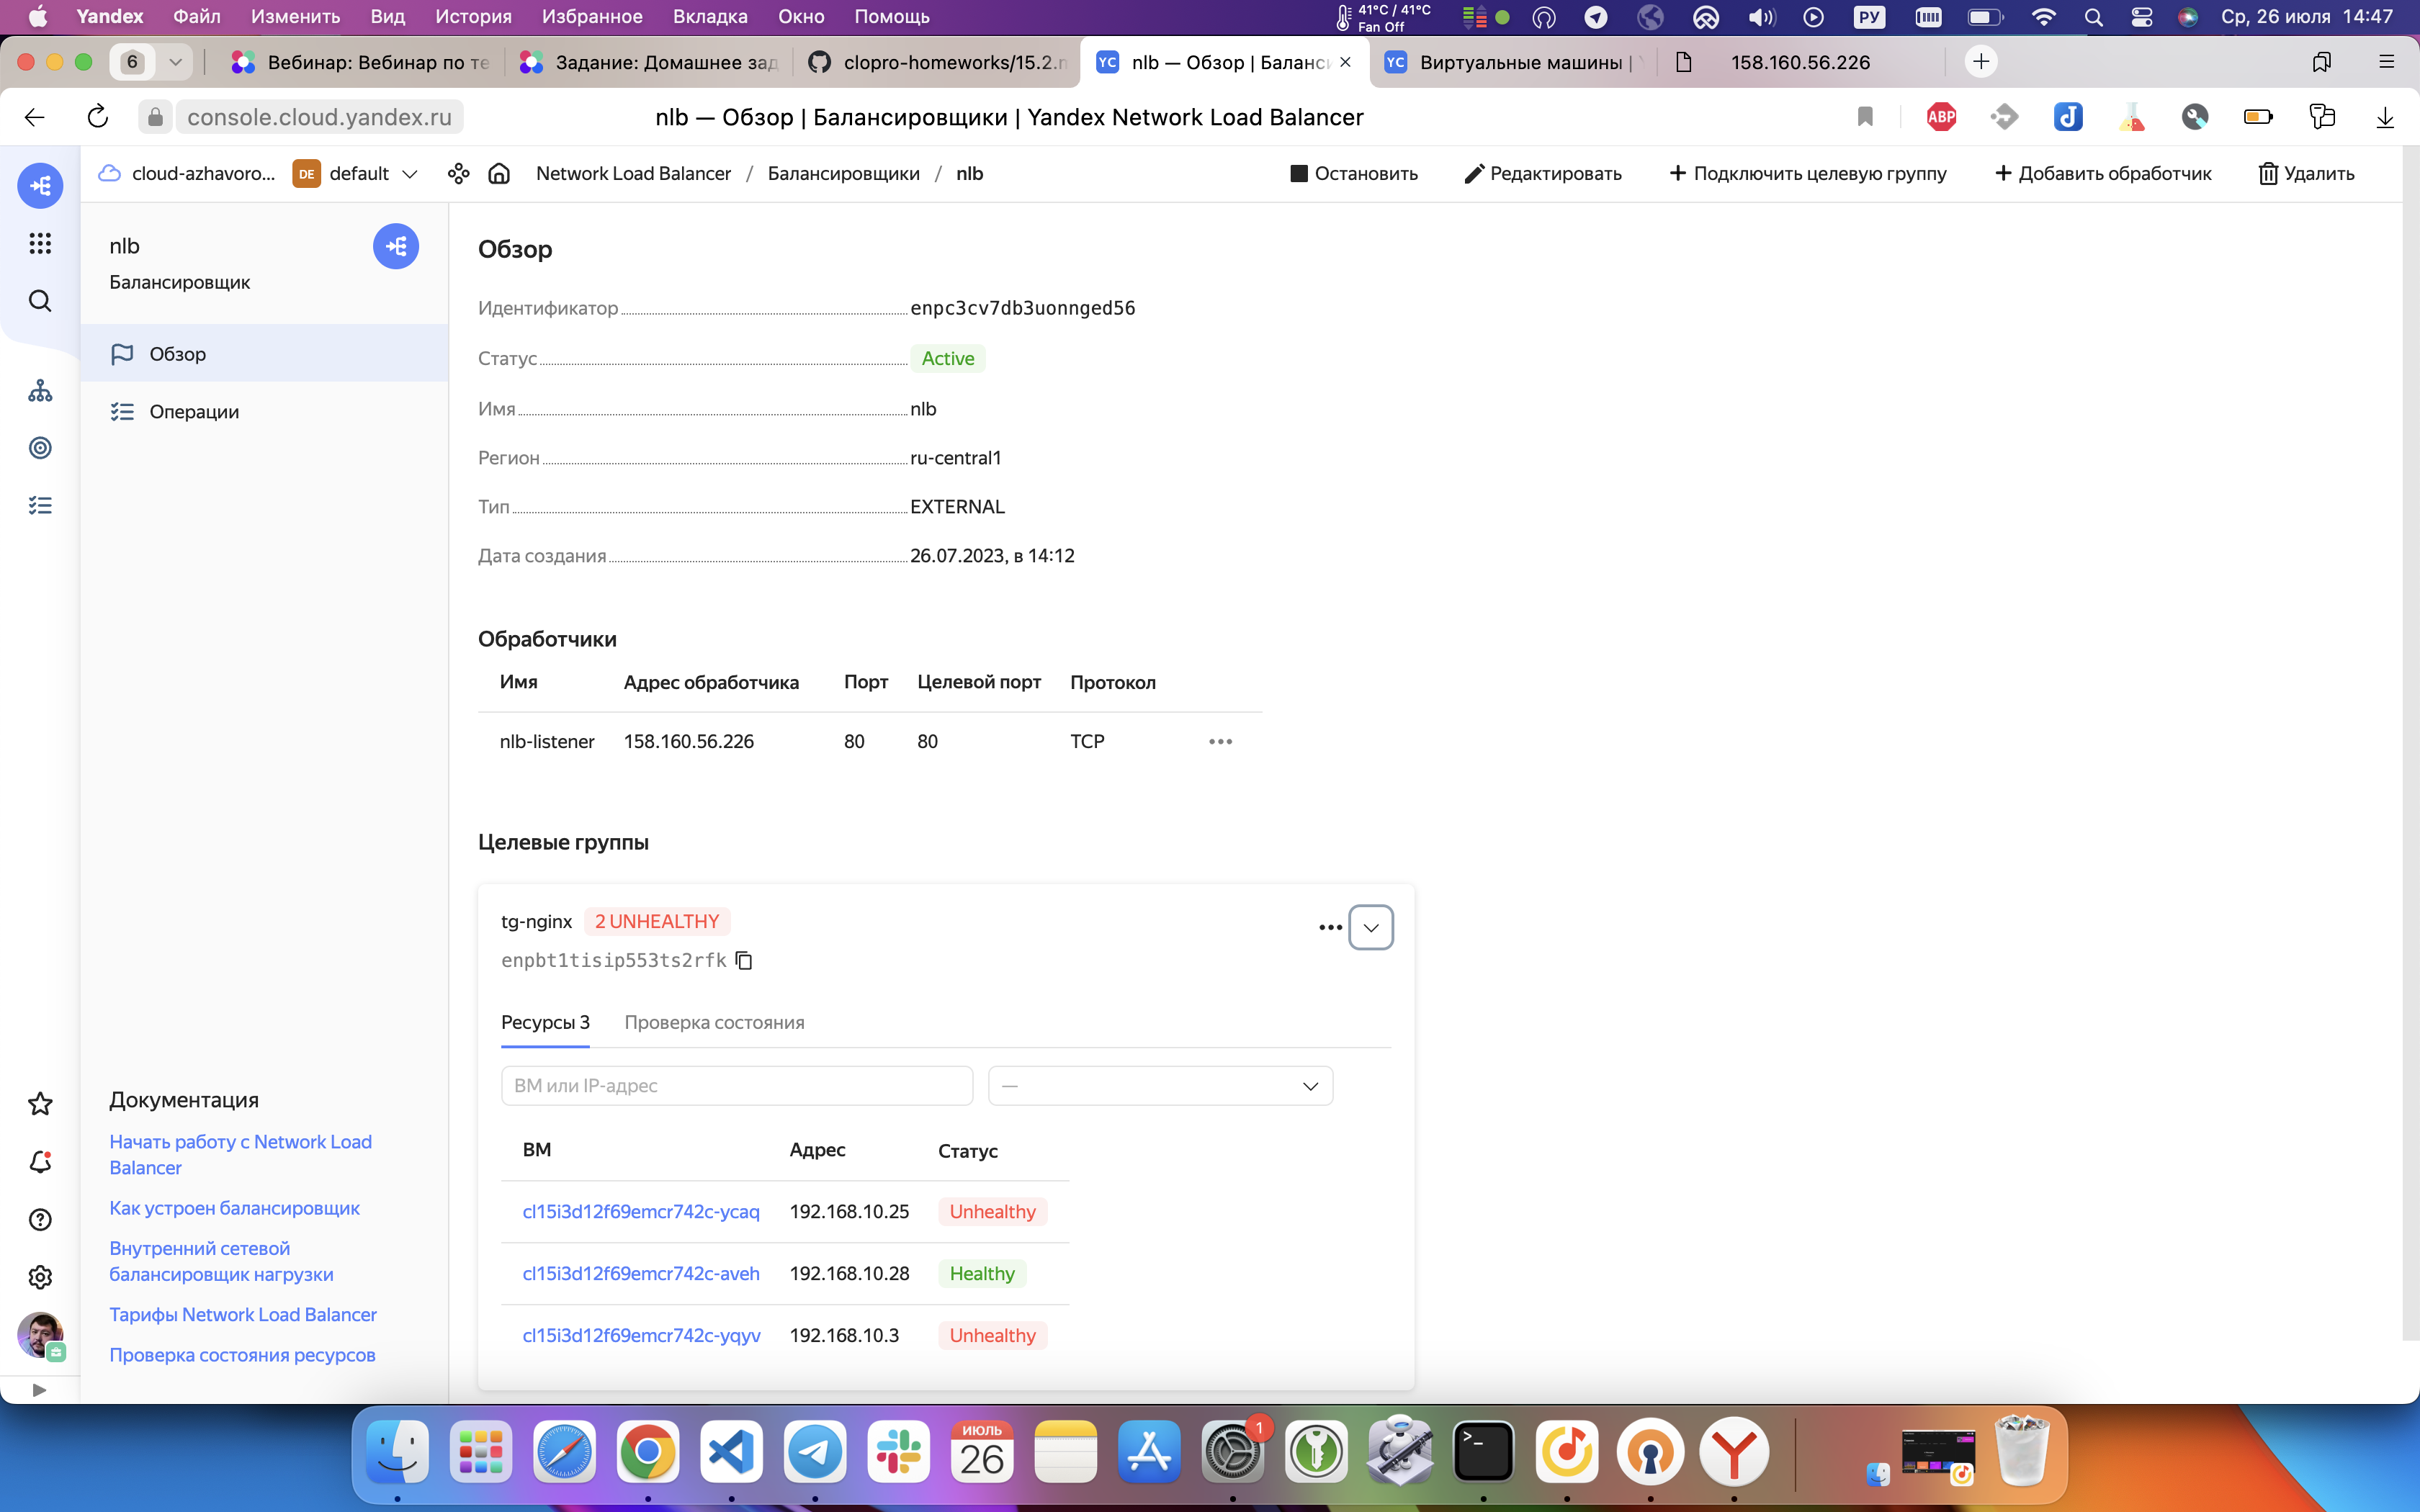 Yandex Файл Изменить Вид История Избранное Вкладка Окно Помощь
41°C / 41°C
Fan Off
РУ
Ср, 26 июля 14:47
6
Вебинар: Вебинар по те
Задание: Домашнее зад
clopro-homeworks/15.2.m
YC nlb — Обзор | Баланси
YC Виртуальные машины |
158.160.56.226
console.cloud.yandex.ru
nlb — Обзор | Балансировщики | Yandex Network Load Balancer
ABP
cloud-azhavoro... DE default Network Load Balancer / Балансировщики / nlb
Остановить Редактировать + Подключить целевую группу + Добавить обработчик Удалить
nlb
Балансировщик
Обзор
Операции
Документация
Начать работу с Network Load
Balancer
Как устроен балансировщик
Внутренний сетевой
балансировщик нагрузки
Тарифы Network Load Balancer
Проверка состояния ресурсов
Обзор
Идентификатор enpc3cv7db3uonnged56
Статус Active
Имя nlb
Регион ru-central1
Тип EXTERNAL
Дата создания 26.07.2023, в 14:12
Обработчики
Имя Адрес обработчика Порт Целевой порт Протокол
nlb-listener 158.160.56.226 80 80 TCP
Целевые группы
tg-nginx 2 UNHEALTHY
enpbt1tisip553ts2rfk
Ресурсы 3 Проверка состояния
ВМ или IP-адрес —
ВМ Адрес Статус
cl15i3d12f69emcr742c-ycaq 192.168.10.25 Unhealthy
cl15i3d12f69emcr742c-aveh 192.168.10.28 Healthy
cl15i3d12f69emcr742c-yqyv 192.168.10.3 Unhealthy
ИЮЛЬ
26
1